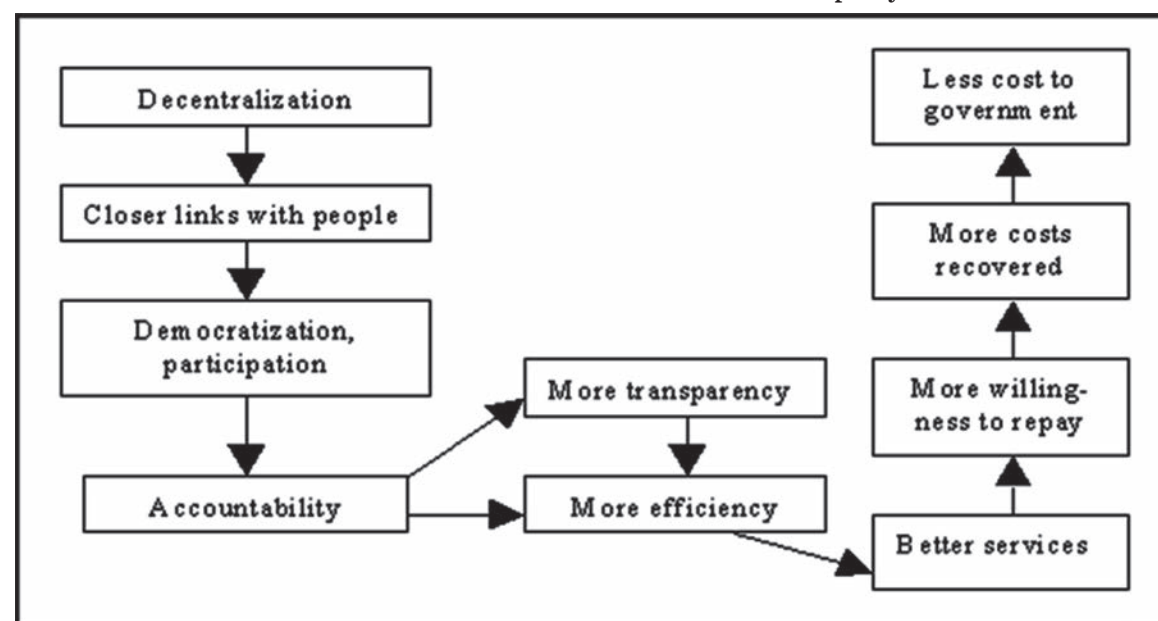 Decentralization
Closer links with people
Democratization,
participation
Accountability
More transparency
More efficiency
Better services
More willing-
ness to repay
More costs
recovered
Less cost to
government